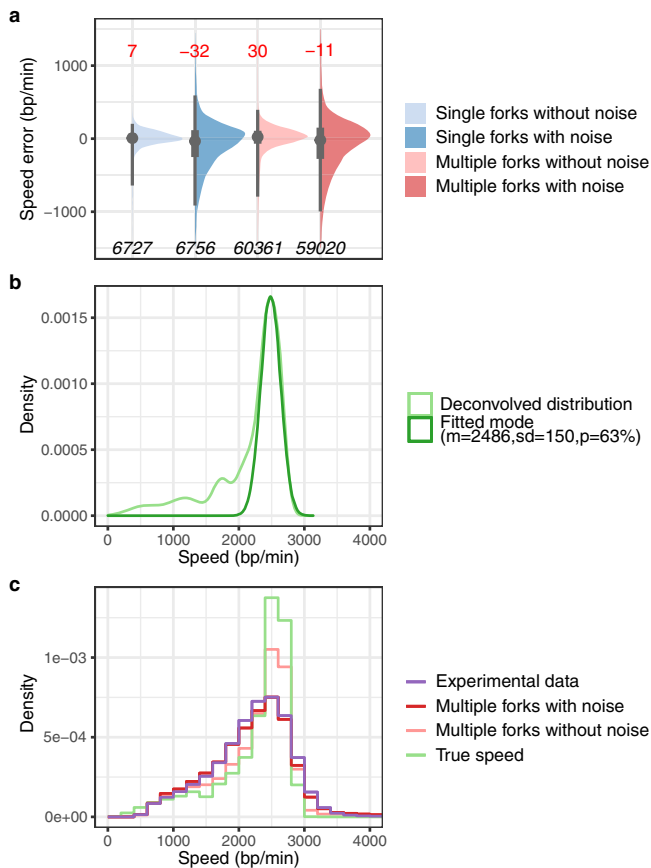 a
7 −32 30 −11
1000
0
−1000
Speed error (bp/min)
6727 6756 60361 59020
Single forks without noise
Single forks with noise
Multiple forks without noise
Multiple forks with noise
b
0.0015
0.0010
0.0005
0.0000
Density
0 1000 2000 3000 4000
Speed (bp/min)
Deconvolved distribution
Fitted mode
(m=2486,sd=150,p=63%)
c
1e−03
5e−04
0e+00
Density
0 1000 2000 3000 4000
Speed (bp/min)
Experimental data
Multiple forks with noise
Multiple forks without noise
True speed